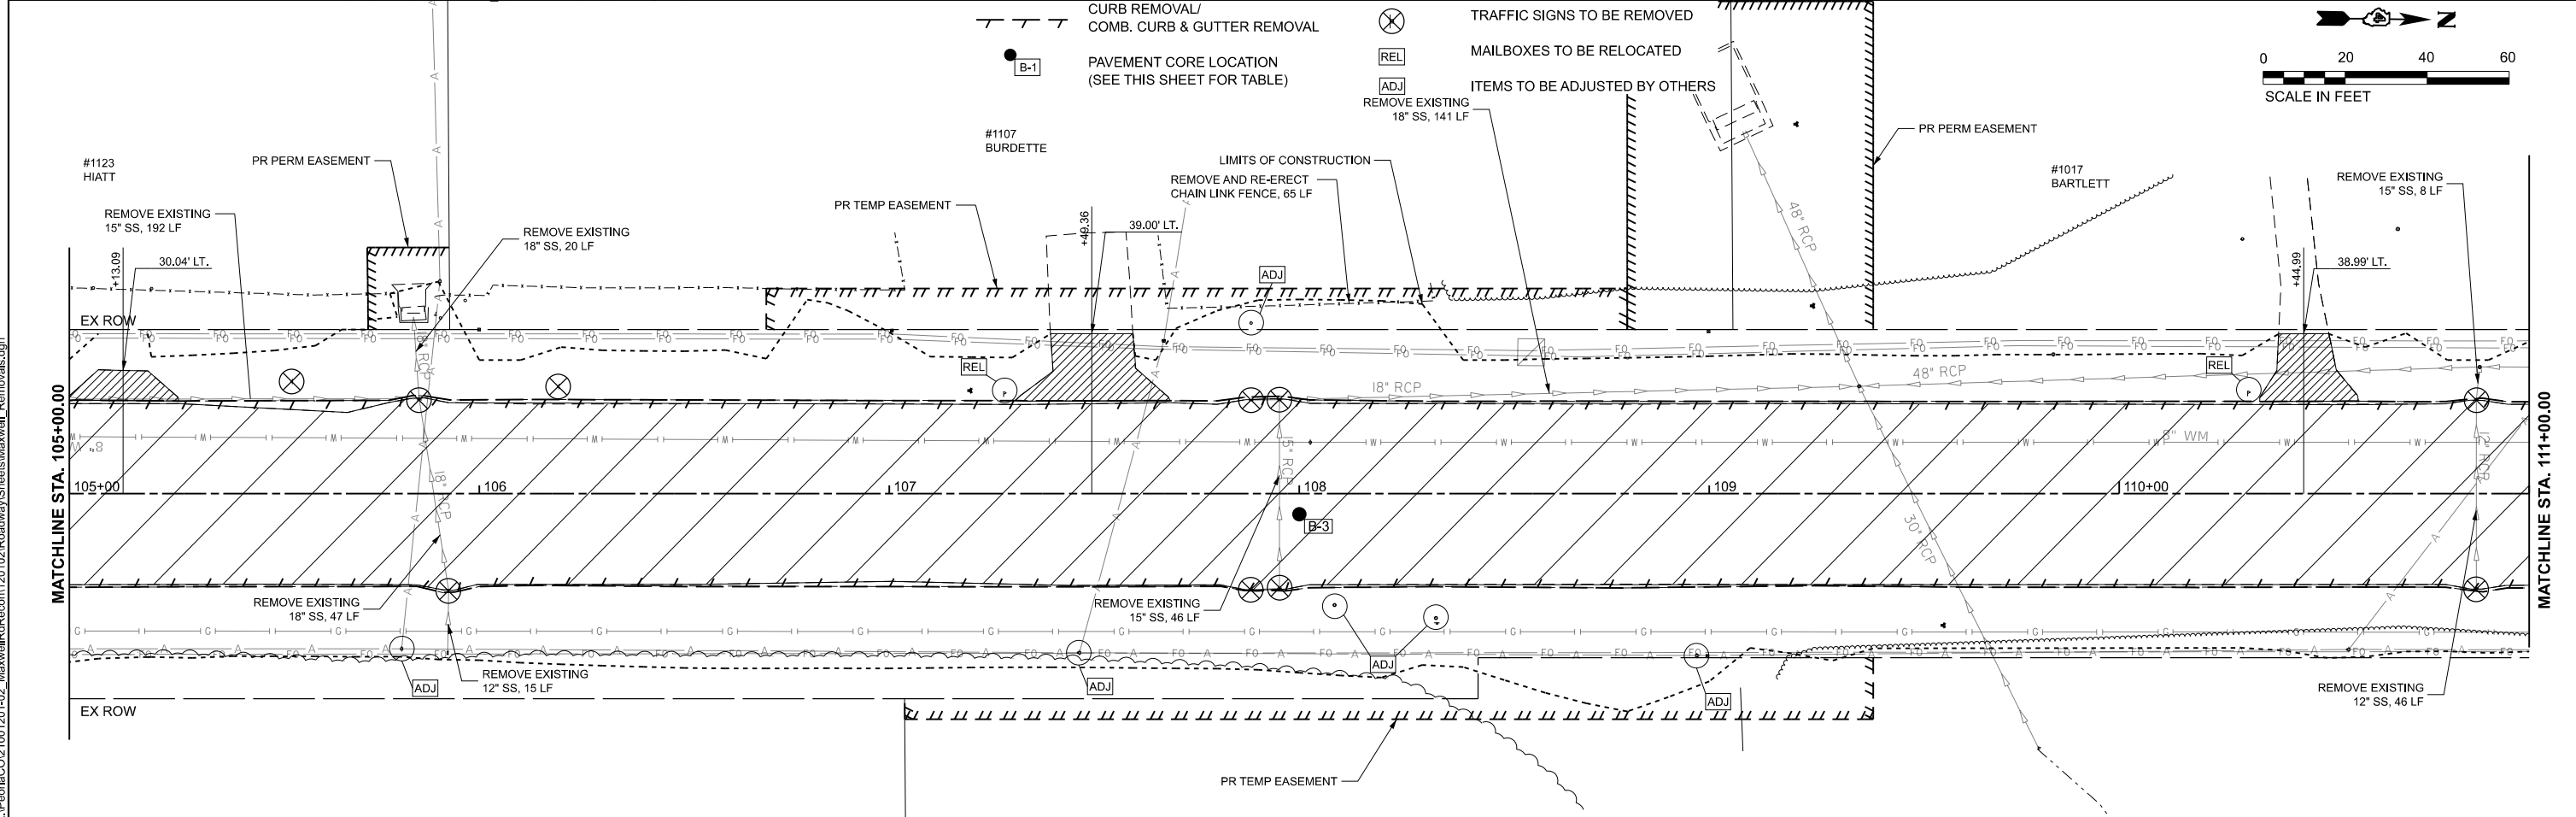 CURB REMOVAL/
COMB. CURB & GUTTER REMOVAL
B-1
PAVEMENT CORE LOCATION
(SEE THIS SHEET FOR TABLE)
TRAFFIC SIGNS TO BE REMOVED
REL
MAILBOXES TO BE RELOCATED
ADJ
ITEMS TO BE ADJUSTED BY OTHERS
N
0 20 40 60
SCALE IN FEET
#1123
HIATT
PR PERM EASEMENT
REMOVE EXISTING
15" SS, 192 LF
+13.09
30.04' LT.
REMOVE EXISTING
18" SS, 20 LF
PR TEMP EASEMENT
#1107
BURDETTE
+49.36
39.00' LT.
LIMITS OF CONSTRUCTION
REMOVE AND RE-ERECT
CHAIN LINK FENCE, 65 LF
REMOVE EXISTING
18" SS, 141 LF
ADJ
PR PERM EASEMENT
48" RCP
#1017
BARTLETT
REMOVE EXISTING
15" SS, 8 LF
+44.99
38.99' LT.
EX ROW
REL
18" RCP
48" RCP
REL
18" RCP
15" RCP
12" RCP
8" WM
MATCHLINE STA. 105+00.00
105+00
106
107
108
109
110+00
MATCHLINE STA. 111+00.00
B-3
18" RCP
30" RCP
REMOVE EXISTING
18" SS, 47 LF
REMOVE EXISTING
15" SS, 46 LF
ADJ
REMOVE EXISTING
12" SS, 15 LF
ADJ
ADJ
ADJ
REMOVE EXISTING
12" SS, 46 LF
EX ROW
PR TEMP EASEMENT